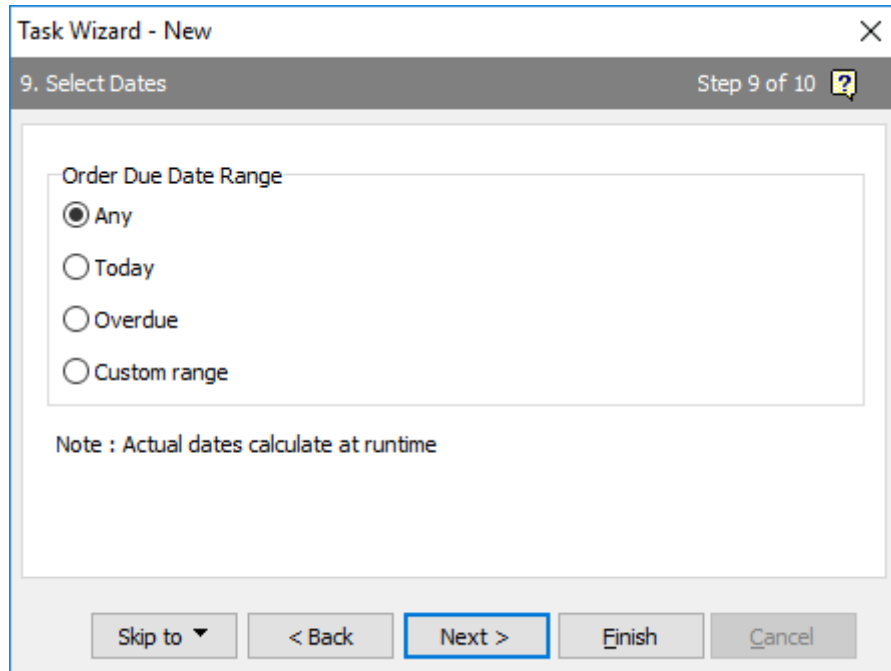 Task Wizard - New
9. Select Dates Step 9 of 10 ?
Order Due Date Range
Any
Today
Overdue
Custom range
Note : Actual dates calculate at runtime
Skip to < Back Next > Finish Cancel